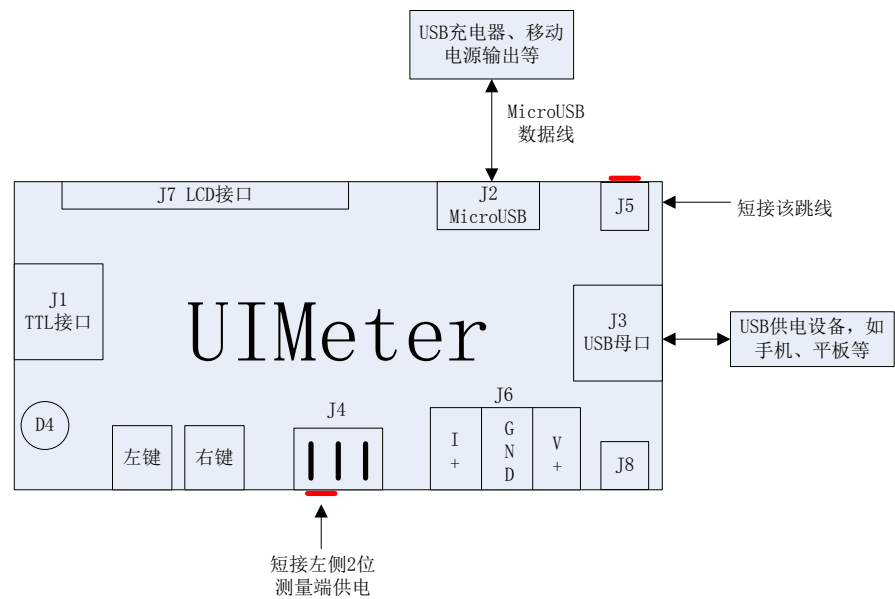 USB充电器、移动
电源输出等
MicroUSB
数据线
J7 LCD接口
J2
MicroUSB
J5
短接该跳线
J1
TTL接口
UIMeter
J3
USB母口
USB供电设备，如
手机、平板等
D4
左键
右键
J4
J6
I+
GND
V+
J8
短接左侧2位
测量端供电